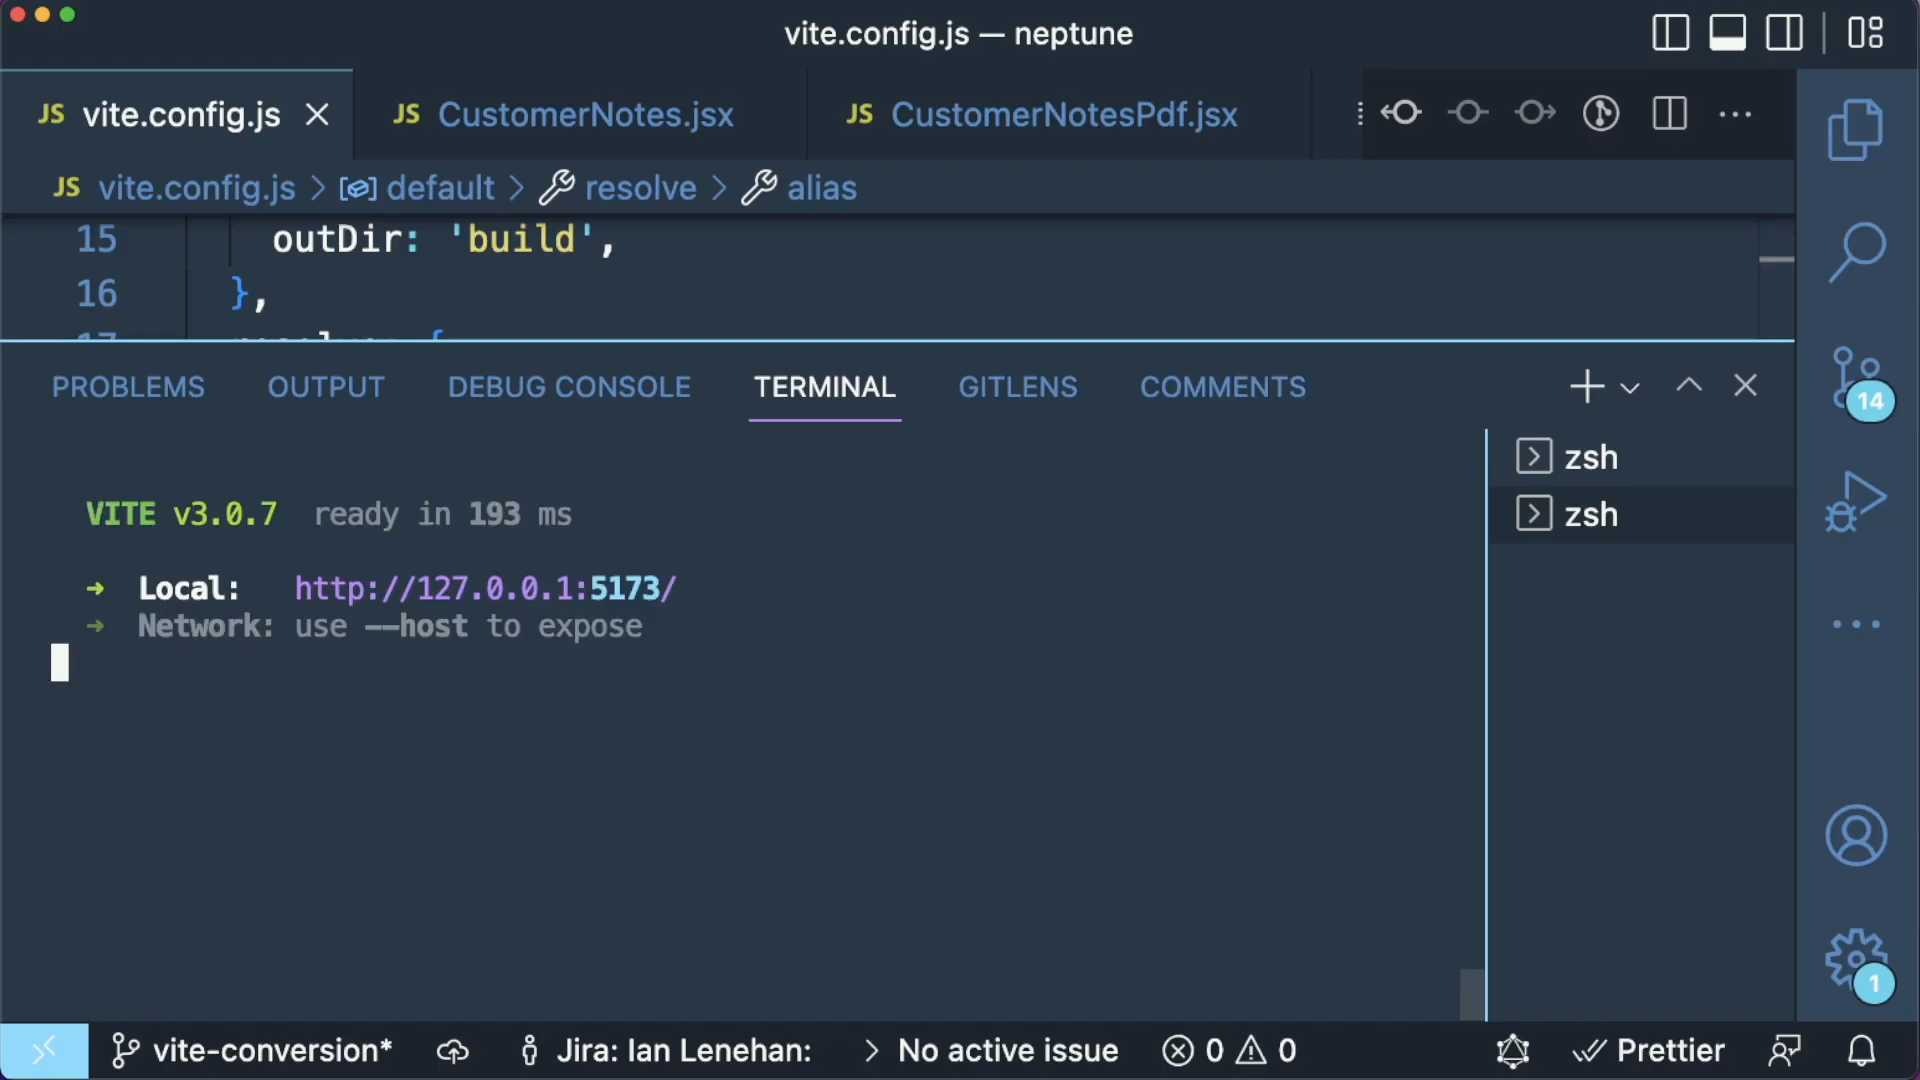 vite.config.js — neptune
JS vite.config.js
JS CustomerNotes.jsx
JS CustomerNotesPdf.jsx
JS vite.config.js > default > resolve > alias
15 outDir: 'build',
16 },
PROBLEMS OUTPUT DEBUG CONSOLE TERMINAL GITLENS COMMENTS
VITE v3.0.7 ready in 193 ms
➜ Local: http://127.0.0.1:5173/
➜ Network: use --host to expose
zsh
zsh
14
1
vite-conversion* Jira: Ian Lenehan: > No active issue 0 0 Prettier